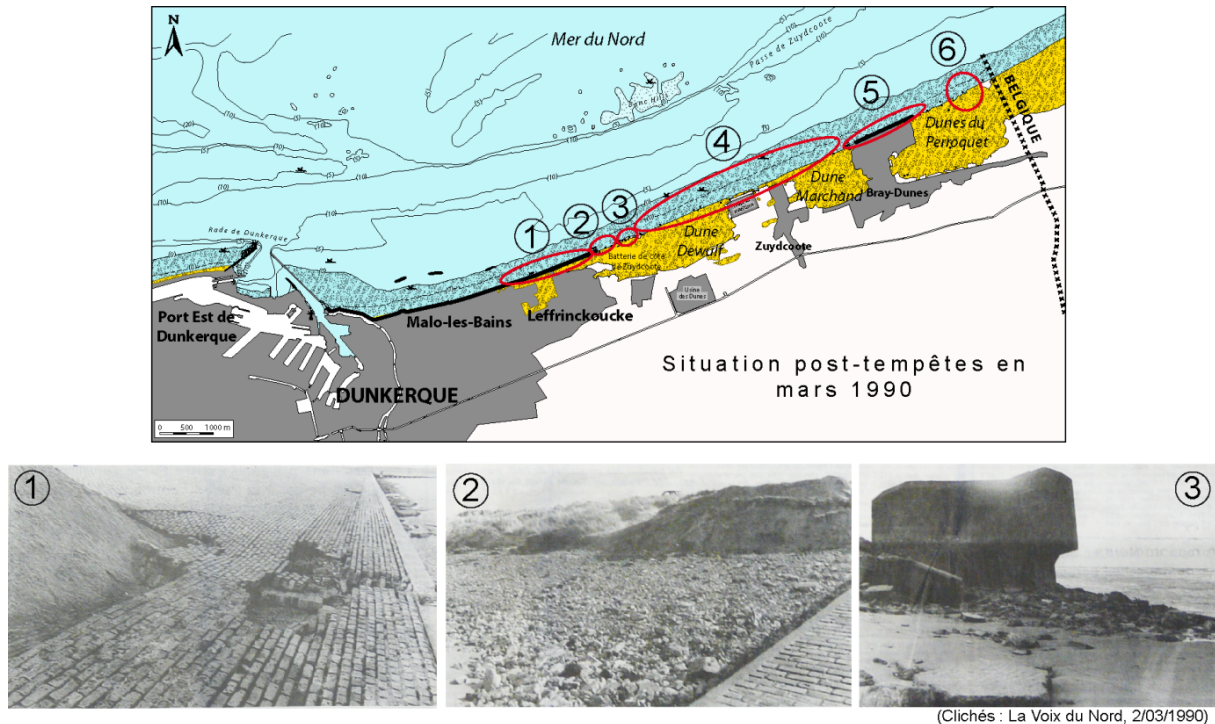 N
Mer du Nord
Passe de Zuydcoote
Banc Hills
6
BELGIQUE
5
Dunes du
Perroquet
4
Dune
Marchand
Bray-Dunes
3
2
1
Rade de Dunkerque
Dune
Dewulf
Zuydcoote
Batterie de côte
de Zuydcoote
Usine
des Dunes
Port Est de
Dunkerque
Malo-les-Bains
Leffrinckoucke
Situation post-tempêtes en
mars 1990
DUNKERQUE
0 500 1000 m
1
2
3
(Clichés : La Voix du Nord, 2/03/1990)